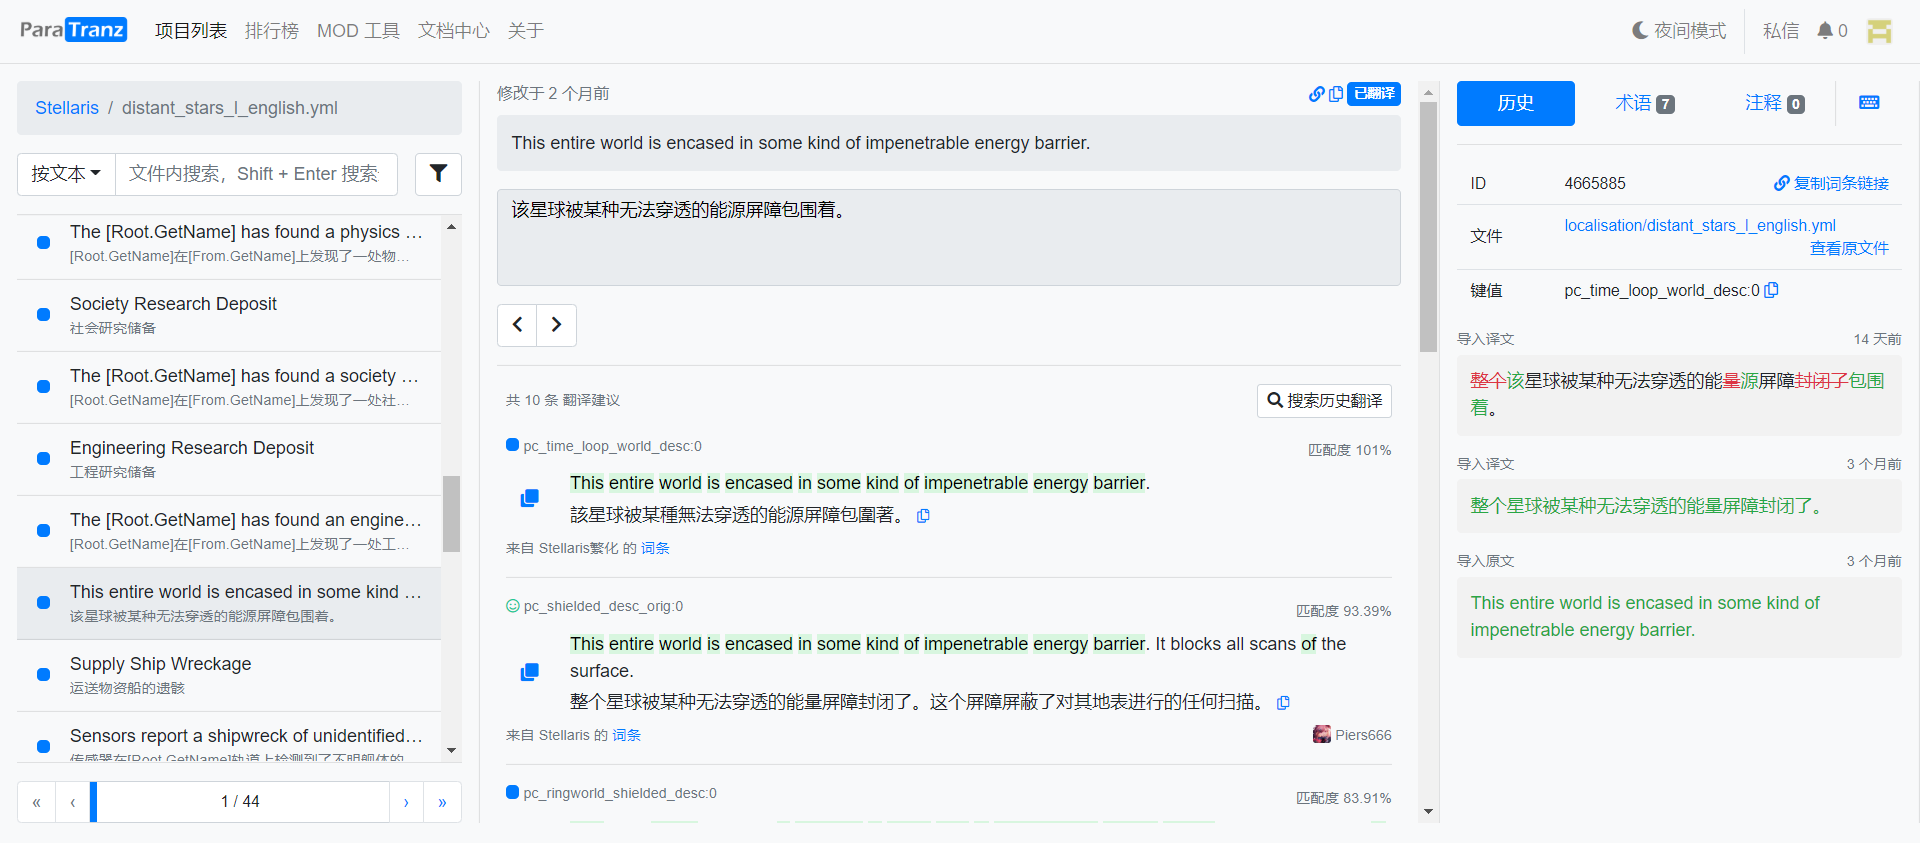 ParaTranz 项目列表 排行榜 MOD 工具 文档中心 关于 夜间模式 私信 0
Stellaris / distant_stars_l_english.yml
按文本 文件内搜索，Shift + Enter 搜索
The [Root.GetName] has found a physics …
[Root.GetName]在[From.GetName]上发现了一处物…
Society Research Deposit
社会研究储备
The [Root.GetName] has found a society …
[Root.GetName]在[From.GetName]上发现了一处社…
Engineering Research Deposit
工程研究储备
The [Root.GetName] has found an engine…
[Root.GetName]在[From.GetName]上发现了一处工…
This entire world is encased in some kind …
该星球被某种无法穿透的能源屏障包围着。
Supply Ship Wreckage
运送物资船的遗骸
Sensors report a shipwreck of unidentified…
传感器在[Root.GetName]轨道上检测到了不明舰体的
« ‹ 1 / 44 › »
修改于 2 个月前 已翻译
This entire world is encased in some kind of impenetrable energy barrier.
该星球被某种无法穿透的能源屏障包围着。
共 10 条 翻译建议 搜索历史翻译
pc_time_loop_world_desc:0 匹配度 101%
This entire world is encased in some kind of impenetrable energy barrier.
該星球被某種無法穿透的能源屏障包圍著。
来自 Stellaris繁化 的 词条
pc_shielded_desc_orig:0 匹配度 93.39%
This entire world is encased in some kind of impenetrable energy barrier. It blocks all scans of the
surface.
整个星球被某种无法穿透的能量屏障封闭了。这个屏障屏蔽了对其地表进行的任何扫描。
来自 Stellaris 的 词条 Piers666
pc_ringworld_shielded_desc:0 匹配度 83.91%
历史 术语 7 注释 0
ID 4665885 复制词条链接
文件 localisation/distant_stars_l_english.yml
查看原文件
键值 pc_time_loop_world_desc:0
导入译文 14 天前
整个该星球被某种无法穿透的能量源屏障封闭了包围
着。
导入译文 3 个月前
整个星球被某种无法穿透的能量屏障封闭了。
导入原文 3 个月前
This entire world is encased in some kind of
impenetrable energy barrier.